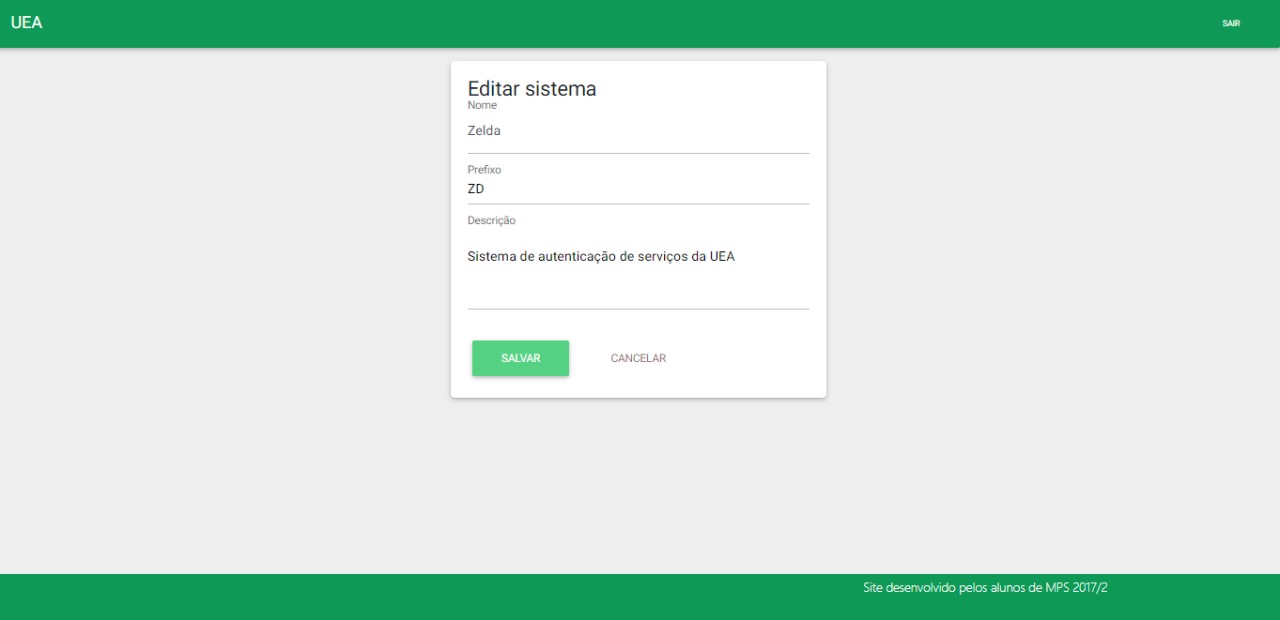 UEA
SAIR
Editar sistema
Nome
Zelda
Prefixo
ZD
Descrição
Sistema de autenticação de serviços da UEA
SALVAR
CANCELAR
Site desenvolvido pelos alunos de MPS 2017/2